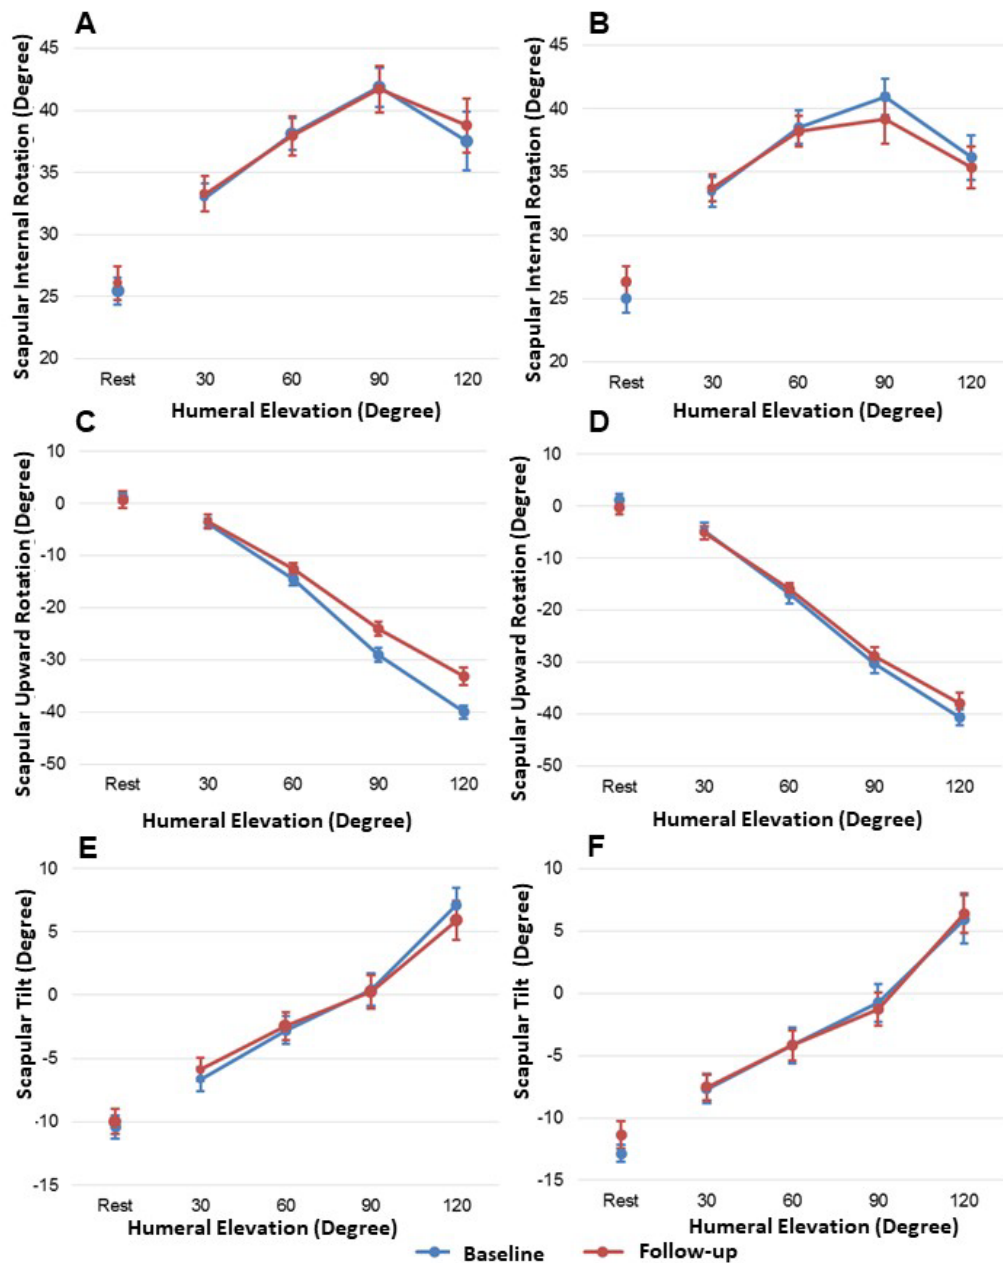 A
Scapular Internal Rotation (Degree)
45
40
35
30
25
20
Rest 30 60 90 120
Humeral Elevation (Degree)
B
Scapular Internal Rotation (Degree)
45
40
35
30
25
20
Rest 30 60 90 120
Humeral Elevation (Degree)
C
Scapular Upward Rotation (Degree)
10
0
-10
-20
-30
-40
-50
Rest 30 60 90 120
Humeral Elevation (Degree)
D
Scapular Upward Rotation (Degree)
10
0
-10
-20
-30
-40
-50
Rest 30 60 90 120
Humeral Elevation (Degree)
E
Scapular Tilt (Degree)
10
5
0
-5
-10
-15
Rest 30 60 90 120
Humeral Elevation (Degree)
F
Scapular Tilt (Degree)
10
5
0
-5
-10
-15
Rest 30 60 90 120
Humeral Elevation (Degree)
Baseline Follow-up